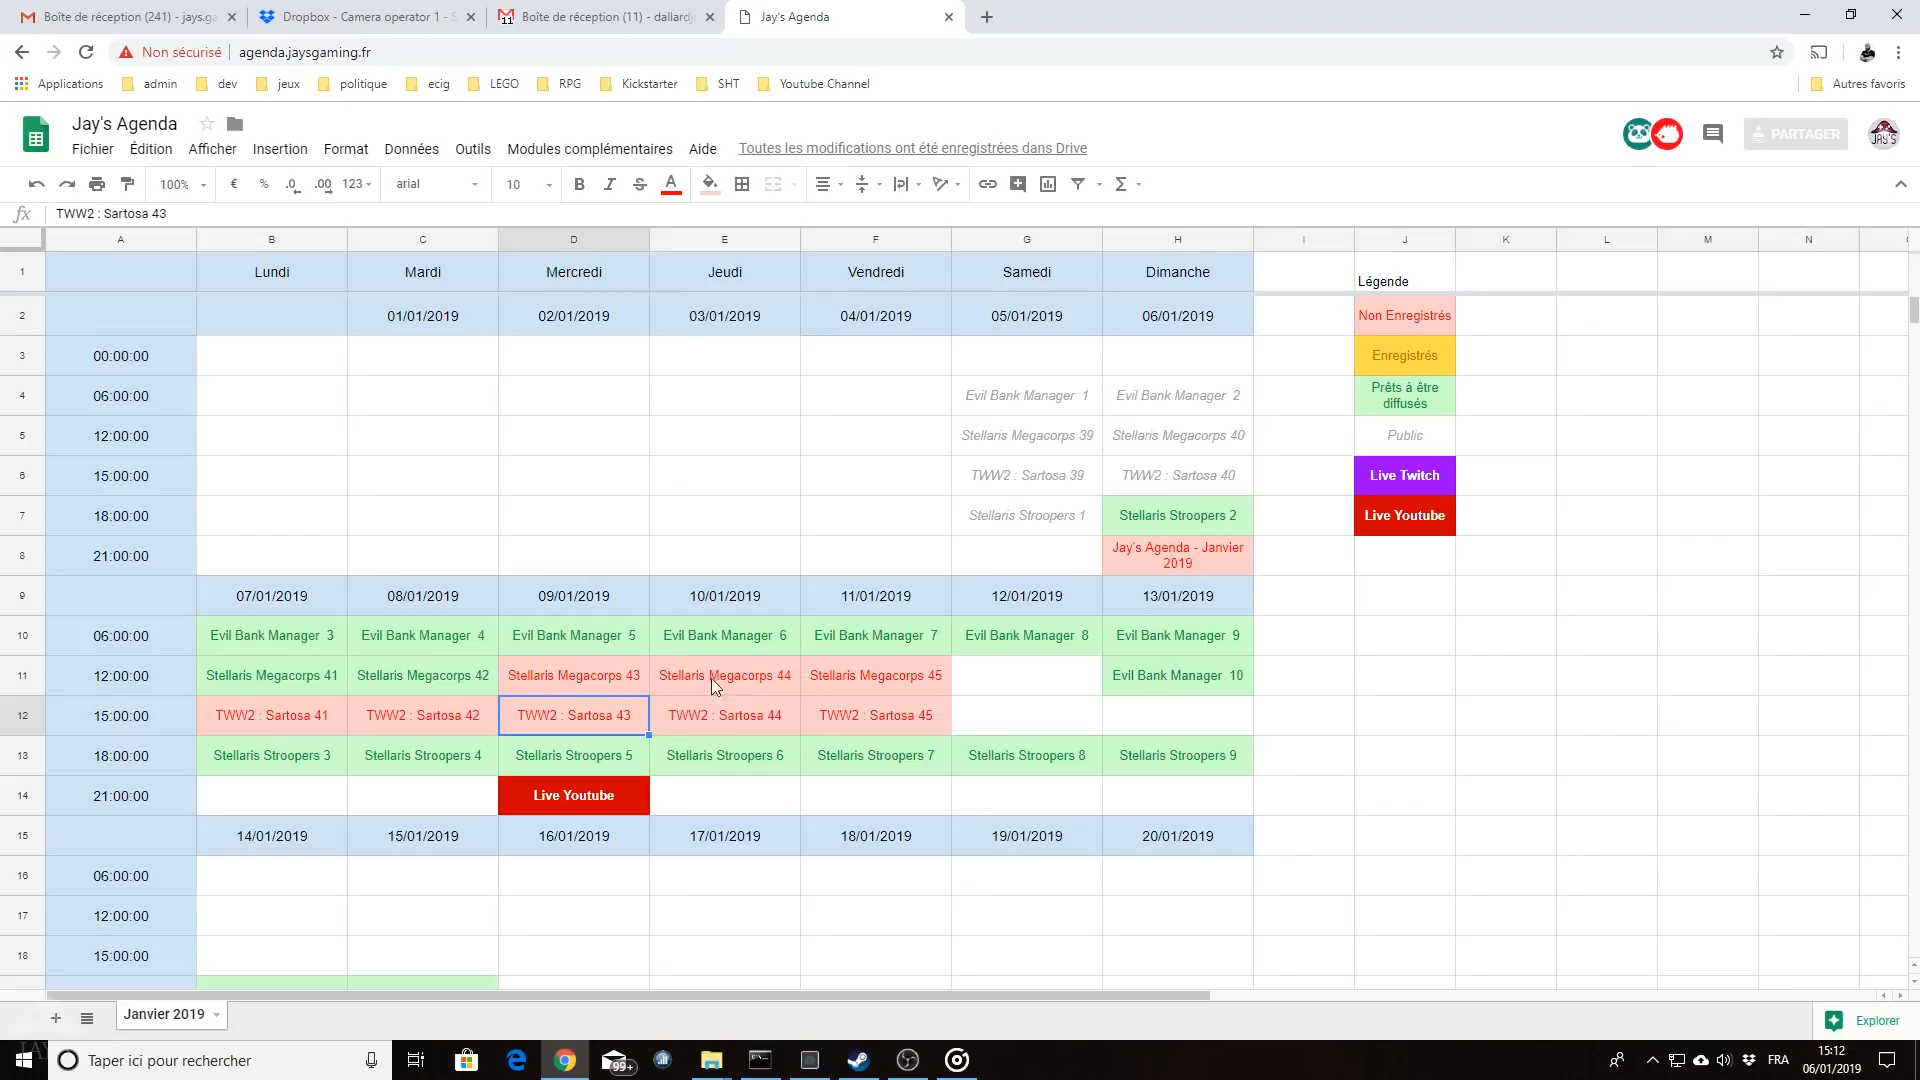 Boîte de réception (241) - jays.ga
Dropbox - Camera operator 1 - S
Boîte de réception (11) - dallardj
Jay's Agenda
Non sécurisé
agenda.jaysgaming.fr
Applications
admin
dev
jeux
politique
ecig
LEGO
RPG
Kickstarter
SHT
Youtube Channel
Autres favoris
Jay's Agenda
PARTAGER
Fichier
Édition
Afficher
Insertion
Format
Données
Outils
Modules complémentaires
Aide
Toutes les modifications ont été enregistrées dans Drive
100%
€
%
.0
.00
123
arial
10
B
I
S
A
Σ
fx
TWW2 : Sartosa 43
A B C D E F G H I J K L M N
1 Lundi Mardi Mercredi Jeudi Vendredi Samedi Dimanche Légende
2 01/01/2019 02/01/2019 03/01/2019 04/01/2019 05/01/2019 06/01/2019 Non Enregistrés
3 00:00:00 Enregistrés
4 06:00:00 Evil Bank Manager 1 Evil Bank Manager 2 Prêts à être
diffusés
5 12:00:00 Stellaris Megacorps 39 Stellaris Megacorps 40 Public
6 15:00:00 TWW2 : Sartosa 39 TWW2 : Sartosa 40 Live Twitch
7 18:00:00 Stellaris Stroopers 1 Stellaris Stroopers 2 Live Youtube
8 21:00:00 Jay's Agenda - Janvier
2019
9 07/01/2019 08/01/2019 09/01/2019 10/01/2019 11/01/2019 12/01/2019 13/01/2019
10 06:00:00 Evil Bank Manager 3 Evil Bank Manager 4 Evil Bank Manager 5 Evil Bank Manager 6 Evil Bank Manager 7 Evil Bank Manager 8 Evil Bank Manager 9
11 12:00:00 Stellaris Megacorps 41 Stellaris Megacorps 42 Stellaris Megacorps 43 Stellaris Megacorps 44 Stellaris Megacorps 45 Evil Bank Manager 10
12 15:00:00 TWW2 : Sartosa 41 TWW2 : Sartosa 42 TWW2 : Sartosa 43 TWW2 : Sartosa 44 TWW2 : Sartosa 45
13 18:00:00 Stellaris Stroopers 3 Stellaris Stroopers 4 Stellaris Stroopers 5 Stellaris Stroopers 6 Stellaris Stroopers 7 Stellaris Stroopers 8 Stellaris Stroopers 9
14 21:00:00 Live Youtube
15 14/01/2019 15/01/2019 16/01/2019 17/01/2019 18/01/2019 19/01/2019 20/01/2019
16 06:00:00
17 12:00:00
18 15:00:00
Janvier 2019
Explorer
Taper ici pour rechercher
99+
FRA
15:12
06/01/2019